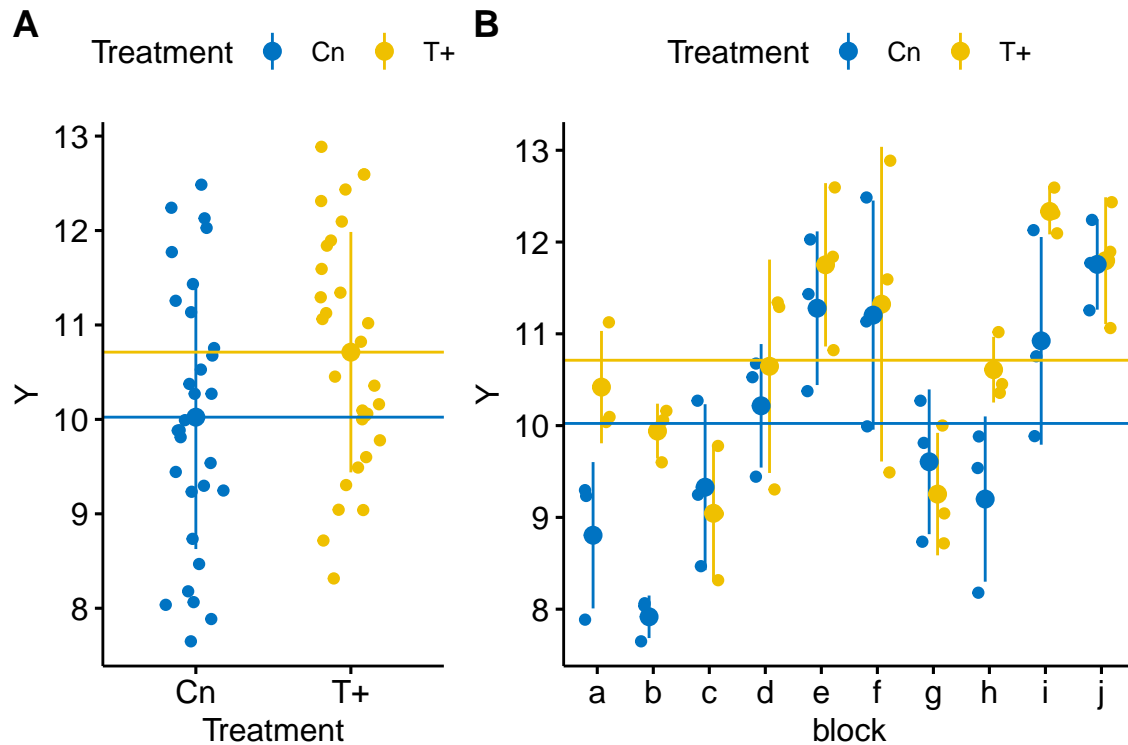 A
Treatment Cn T+
13
12
11
10
9
8
Y
Cn T+
Treatment
B
Treatment Cn T+
13
12
11
10
9
8
Y
a b c d e f g h i j
block